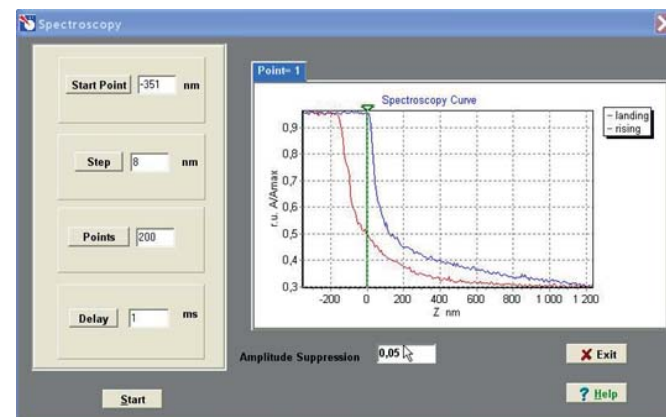 Spectroscopy
Start Point -351 nm
Step 8 nm
Points 200
Delay 1 ms
Start
Point= 1
Spectroscopy Curve
landing
rising
r.u. A/Amax
0,9
0,8
0,7
0,6
0,5
0,4
0,3
-200 0 200 400 600 800 1 000 1 200
Z nm
Amplitude Suppression 0,05
Exit
? Help